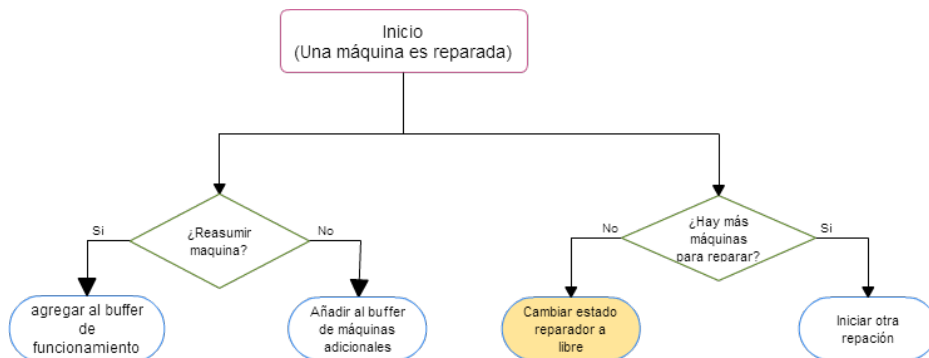 Inicio
(Una máquina es reparada)
¿Reasumir
maquina?
Si
No
¿Hay más
máquinas
para reparar?
No
Si
agregar al buffer
de
funcionamiento
Añadir al buffer
de máquinas
adicionales
Cambiar estado
reparador a
libre
Iniciar otra
repación